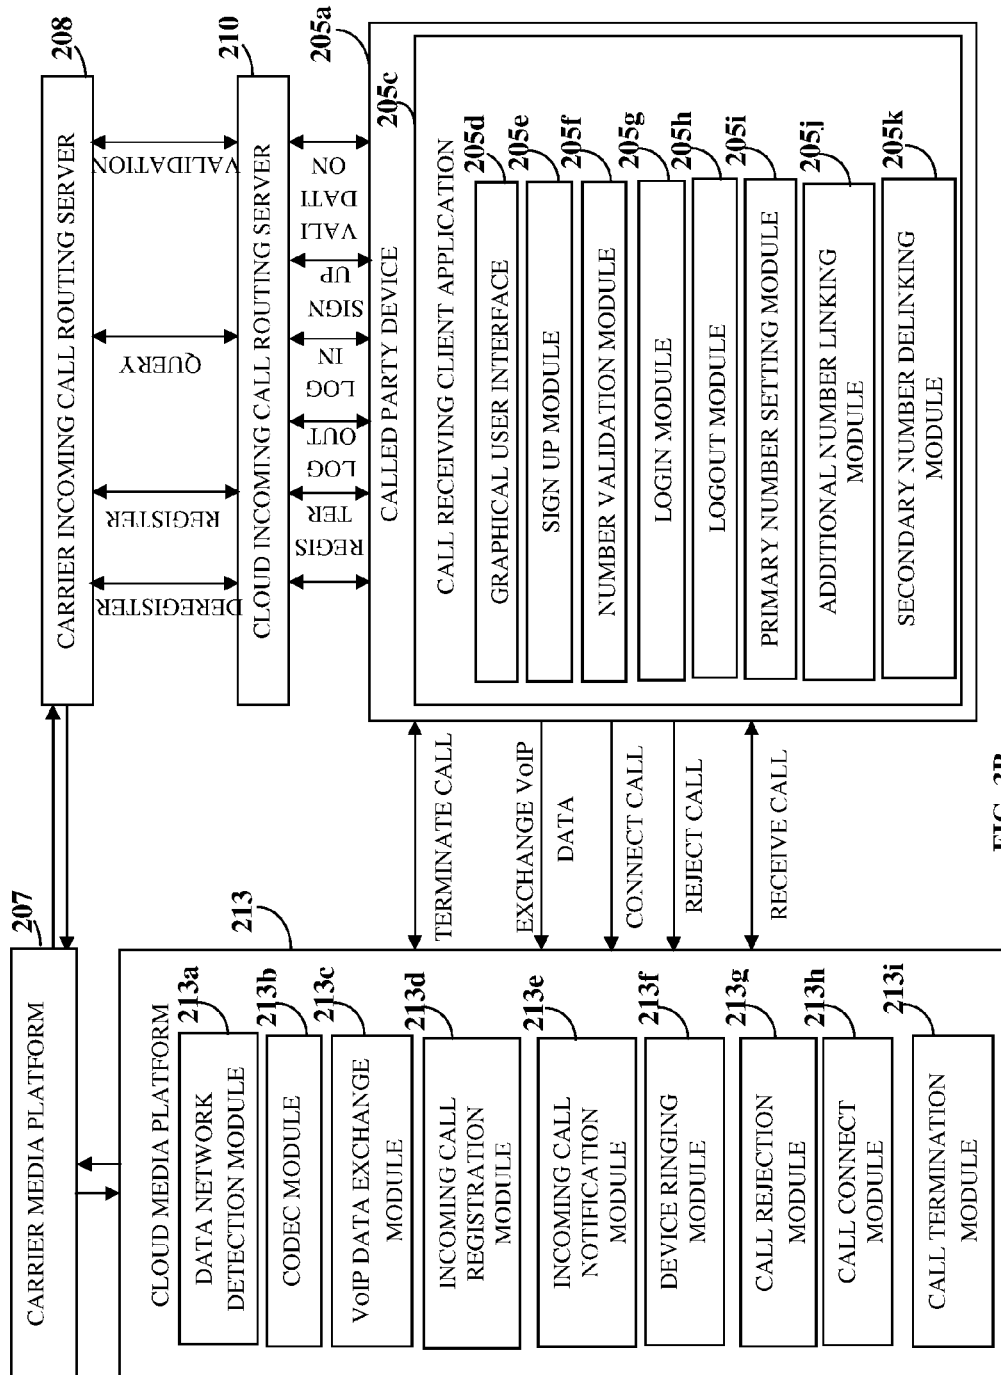 207
CARRIER MEDIA PLATFORM
213
CLOUD MEDIA PLATFORM
213a
DATA NETWORK
DETECTION MODULE
213b
CODEC MODULE
213c
VoIP DATA EXCHANGE
MODULE
213d
INCOMING CALL
REGISTRATION
MODULE
213e
INCOMING CALL
NOTIFICATION
MODULE
213f
DEVICE RINGING
MODULE
213g
CALL REJECTION
MODULE
213h
CALL CONNECT
MODULE
213i
CALL TERMINATION
MODULE
TERMINATE CALL
EXCHANGE VoIP
DATA
CONNECT CALL
REJECT CALL
RECEIVE CALL
208
CARRIER INCOMING CALL ROUTING SERVER
DEREGISTER
REGISTER
QUERY
VALIDATION
210
CLOUD INCOMING CALL ROUTING SERVER
REGIS
TER
LOG
OUT
LOG
IN
SIGN
UP
VALI
DATI
ON
205a
CALLED PARTY DEVICE
205c
CALL RECEIVING CLIENT APPLICATION
205d
GRAPHICAL USER INTERFACE
205e
SIGN UP MODULE
205f
NUMBER VALIDATION MODULE
205g
LOGIN MODULE
205h
LOGOUT MODULE
205i
PRIMARY NUMBER SETTING MODULE
205j
ADDITIONAL NUMBER LINKING
MODULE
205k
SECONDARY NUMBER DELINKING
MODULE